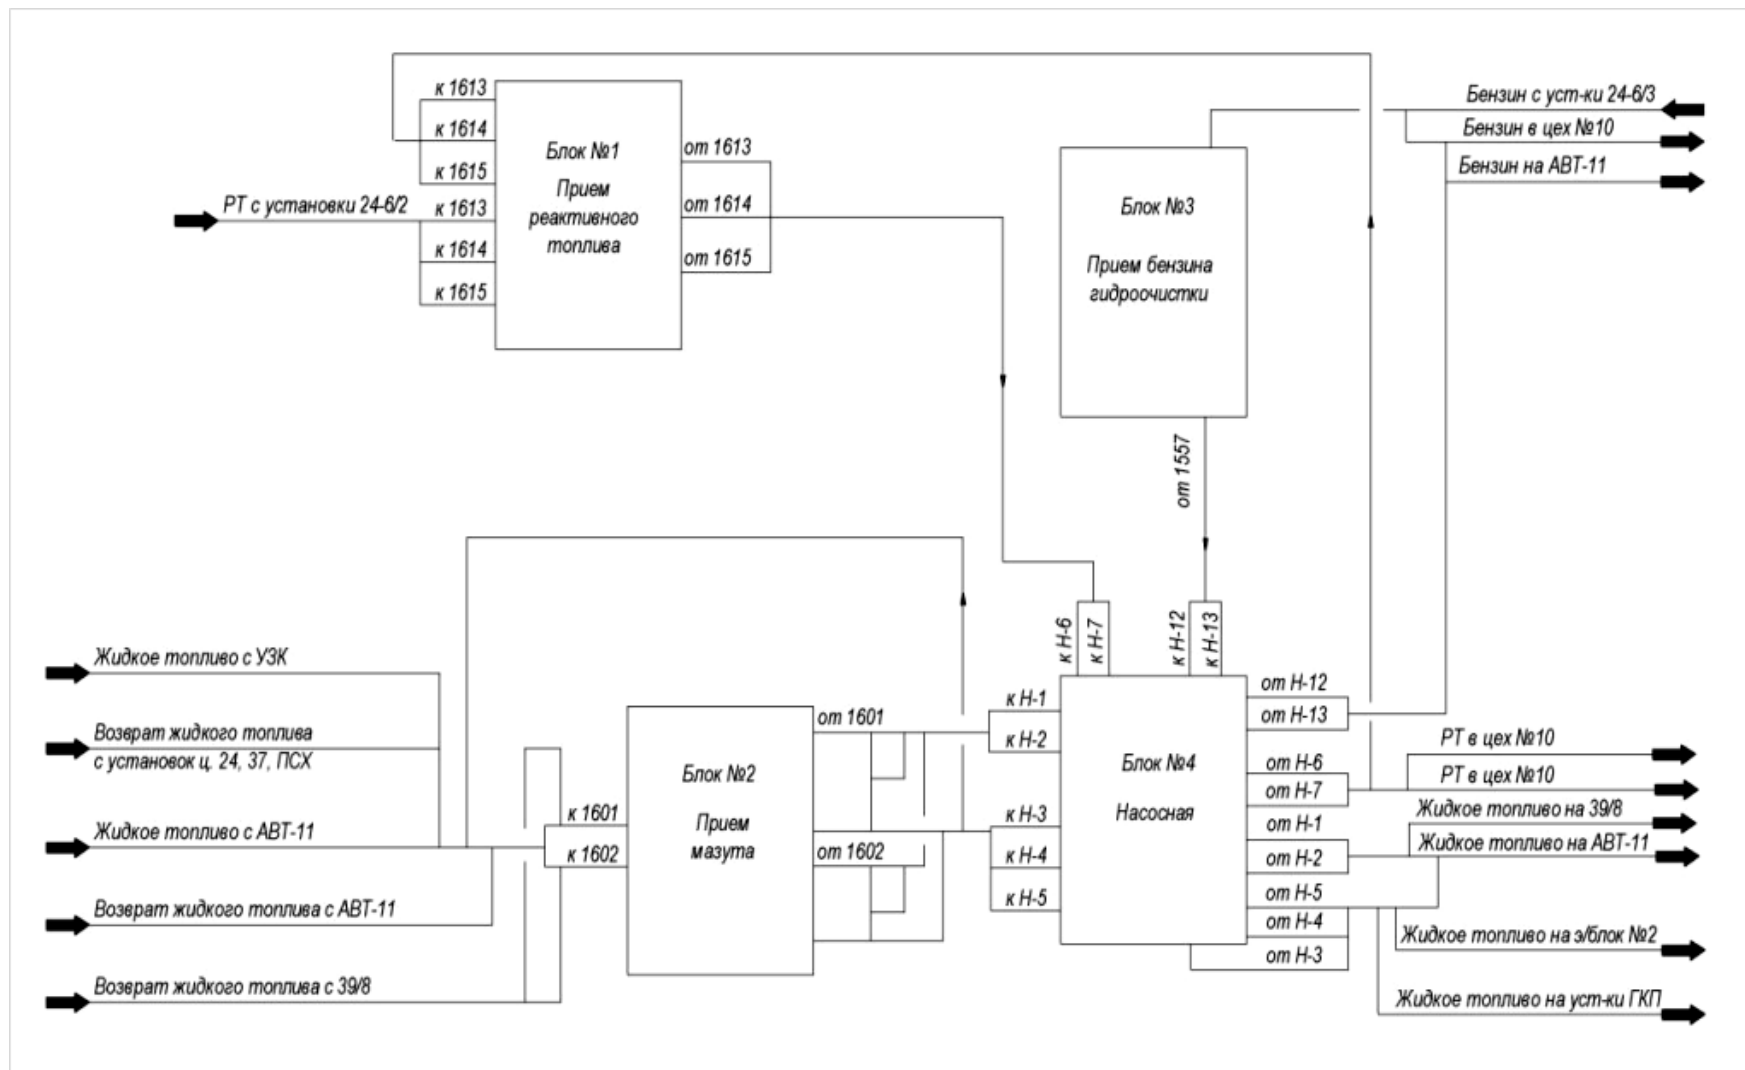 к 1613
к 1614
к 1615
РТ с установки 24-6/2
к 1613
к 1614
к 1615
Блок №1
Прием
реактивного
топлива
от 1613
от 1614
от 1615
Бензин с уст-ки 24-6/3
Бензин в цех №10
Бензин на АВТ-11
Блок №3
Прием бензина
гидроочистки
от 1557
к Н-6
к Н-7
к Н-12
к Н-13
Жидкое топливо с УЗК
Возврат жидкого топлива
с установок ц. 24, 37, ПСХ
Жидкое топливо с АВТ-11
Возврат жидкого топлива с АВТ-11
Возврат жидкого топлива с 39/8
к 1601
к 1602
Блок №2
Прием
мазута
от 1601
от 1602
к Н-1
к Н-2
к Н-3
к Н-4
к Н-5
Блок №4
Насосная
от Н-12
от Н-13
от Н-6
от Н-7
от Н-1
от Н-2
от Н-5
от Н-4
от Н-3
РТ в цех №10
РТ в цех №10
Жидкое топливо на 39/8
Жидкое топливо на АВТ-11
Жидкое топливо на э/блок №2
Жидкое топливо на уст-ки ГКП